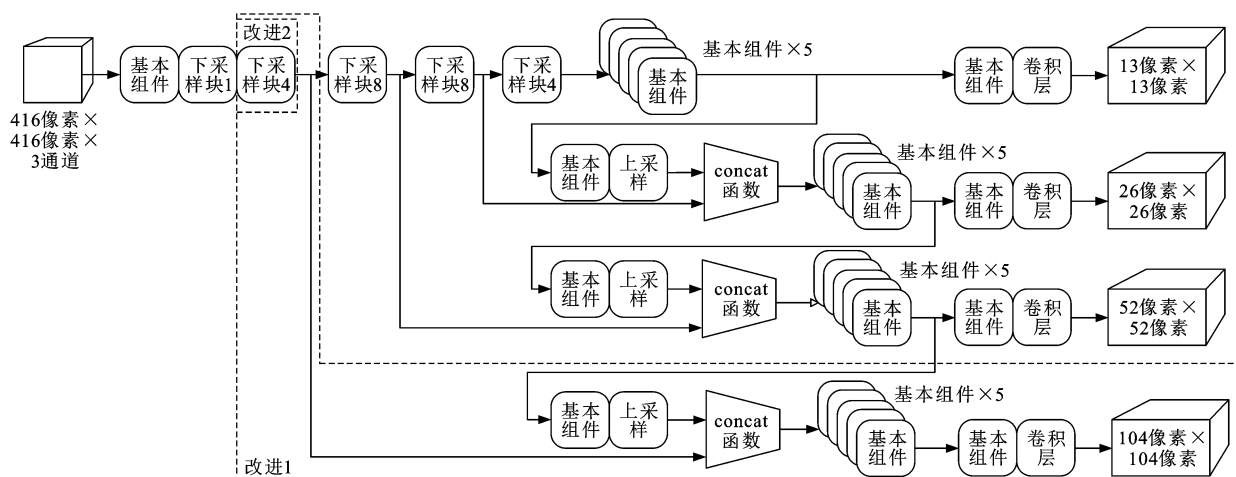 改进2
基本
组件
下采
样块1
下采
样块4
下采
样块8
下采
样块8
下采
样块4
基本
组件
基本组件×5
基本
组件
卷积
层
13像素×
13像素
416像素×
416像素×
3通道
基本
组件
上采
样
concat
函数
基本
组件
基本组件×5
基本
组件
卷积
层
26像素×
26像素
基本
组件
上采
样
concat
函数
基本
组件
基本组件×5
基本
组件
卷积
层
52像素×
52像素
基本
组件
上采
样
concat
函数
基本
组件
基本组件×5
基本
组件
卷积
层
104像素×
104像素
改进1